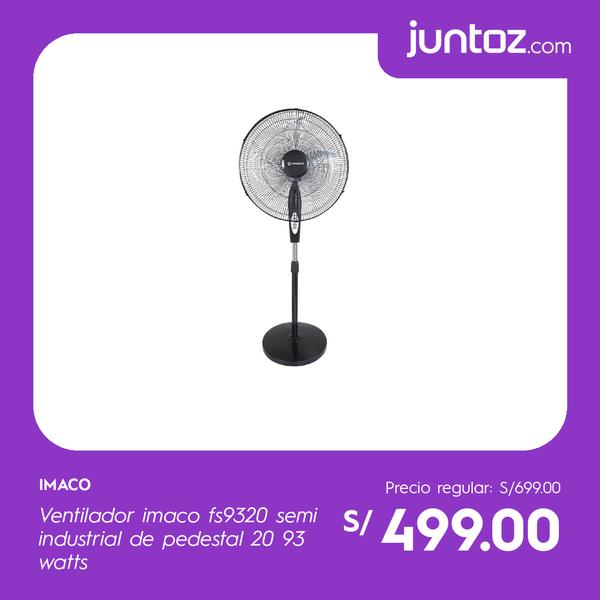 juntoz.com
IMACO
IMACO
Ventilador imaco fs9320 semi
industrial de pedestal 20 93
watts
Precio regular: S/699.00
S/ 499.00